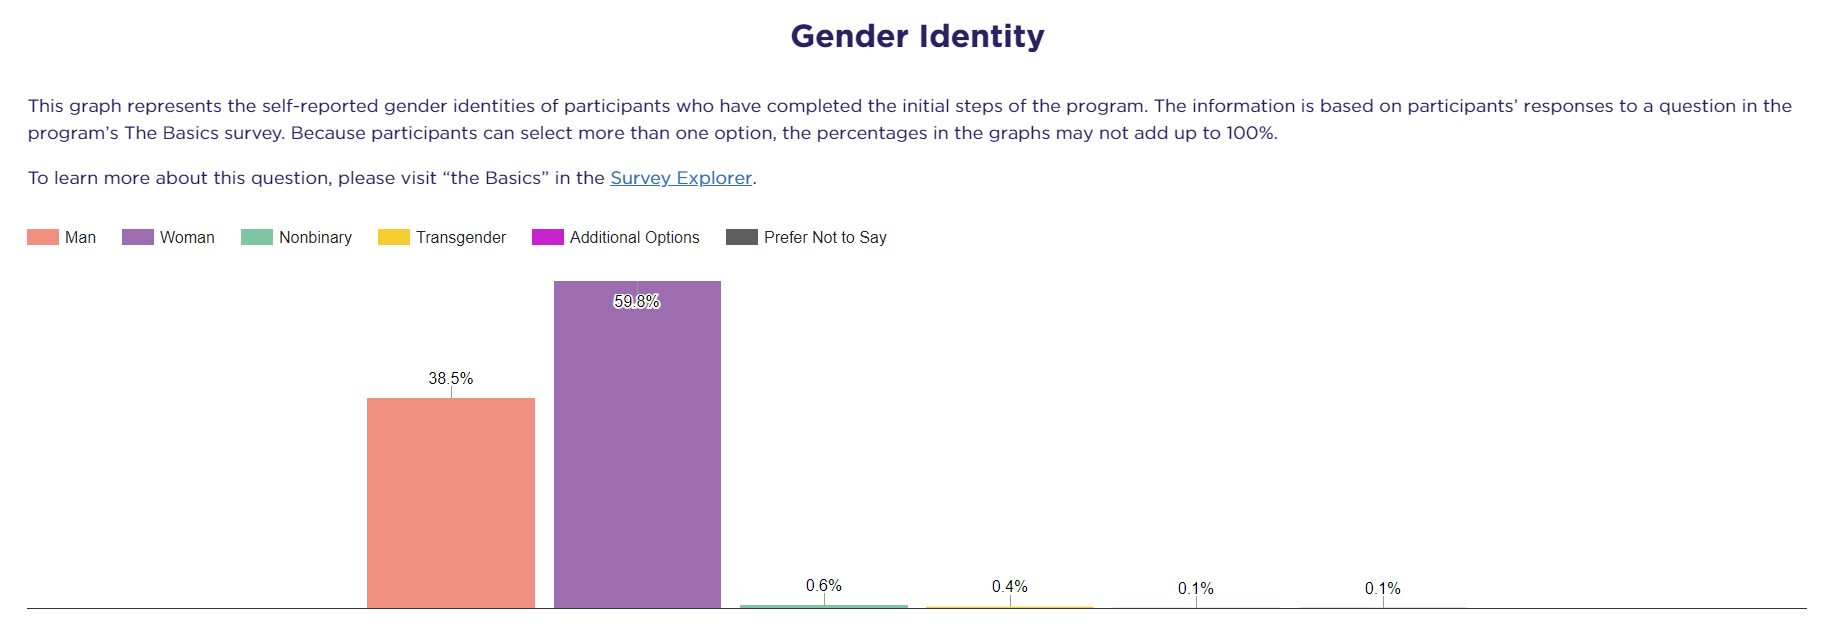 Gender Identity
This graph represents the self-reported gender identities of participants who have completed the initial steps of the program. The information is based on participants’ responses to a question in the
program’s The Basics survey. Because participants can select more than one option, the percentages in the graphs may not add up to 100%.
To learn more about this question, please visit “the Basics” in the Survey Explorer.
Man Woman Nonbinary Transgender Additional Options Prefer Not to Say
59.8%
38.5%
0.6% 0.4% 0.1% 0.1%